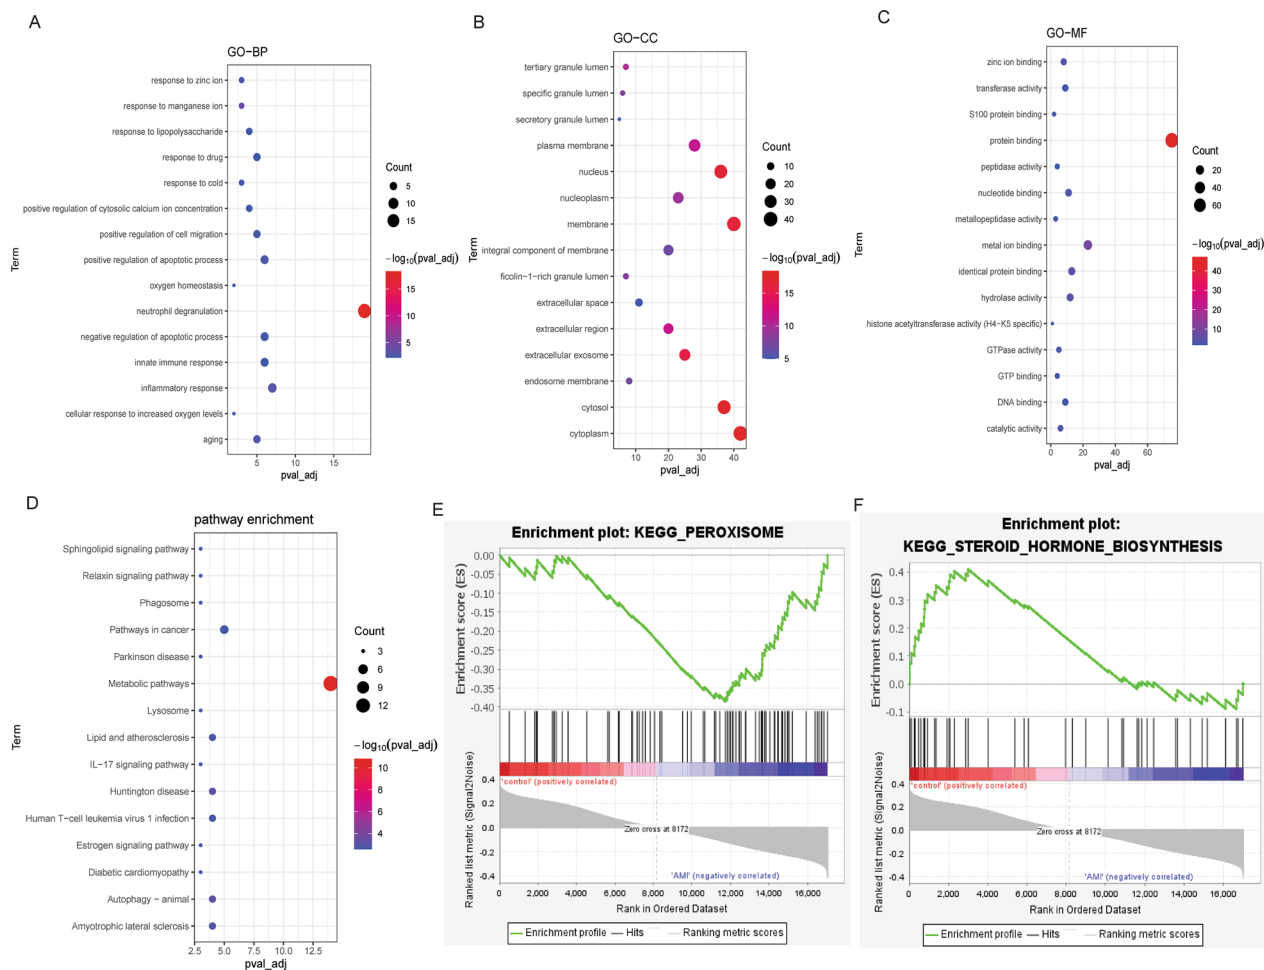 A
GO−BP
response to zinc ion
response to manganese ion
response to lipopolysaccharide
response to drug
response to cold
positive regulation of cytosolic calcium ion concentration
positive regulation of cell migration
positive regulation of apoptotic process
oxygen homeostasis
neutrophil degranulation
negative regulation of apoptotic process
innate immune response
inflammatory response
cellular response to increased oxygen levels
aging
Term
5 10 15
pval_adj
Count
5
10
15
−log10(pval_adj)
15
10
5
B
GO−CC
tertiary granule lumen
specific granule lumen
secretory granule lumen
plasma membrane
nucleus
nucleoplasm
membrane
integral component of membrane
ficolin−1−rich granule lumen
extracellular space
extracellular region
extracellular exosome
endosome membrane
cytosol
cytoplasm
Term
10 20 30 40
pval_adj
Count
10
20
30
40
−log10(pval_adj)
15
10
5
C
GO−MF
zinc ion binding
transferase activity
S100 protein binding
protein binding
peptidase activity
nucleotide binding
metallopeptidase activity
metal ion binding
identical protein binding
hydrolase activity
histone acetyltransferase activity (H4−K5 specific)
GTPase activity
GTP binding
DNA binding
catalytic activity
Term
0 20 40 60
pval_adj
Count
20
40
60
−log10(pval_adj)
40
30
20
10
D
pathway enrichment
Sphingolipid signaling pathway
Relaxin signaling pathway
Phagosome
Pathways in cancer
Parkinson disease
Metabolic pathways
Lysosome
Lipid and atherosclerosis
IL−17 signaling pathway
Huntington disease
Human T−cell leukemia virus 1 infection
Estrogen signaling pathway
Diabetic cardiomyopathy
Autophagy − animal
Amyotrophic lateral sclerosis
Term
2.5 5.0 7.5 10.0 12.5
pval_adj
Count
3
6
9
12
−log10(pval_adj)
10
8
6
4
E
Enrichment plot: KEGG_PEROXISOME
Enrichment score (ES)
0.00
-0.05
-0.10
-0.15
-0.20
-0.25
-0.30
-0.35
-0.40
Ranked list metric (Signal2Noise)
'control' (positively correlated)
0.4
0.2
0.0
-0.2
-0.4
Zero cross at 8172
'AMI' (negatively correlated)
0 2,000 4,000 6,000 8,000 10,000 12,000 14,000 16,000
Rank in Ordered Dataset
Enrichment profile Hits Ranking metric scores
F
Enrichment plot:
KEGG_STEROID_HORMONE_BIOSYNTHESIS
Enrichment score (ES)
0.4
0.3
0.2
0.1
0.0
-0.1
Ranked list metric (Signal2Noise)
'control' (positively correlated)
0.4
0.2
0.0
-0.2
-0.4
Zero cross at 8172
'AMI' (negatively correlated)
0 2,000 4,000 6,000 8,000 10,000 12,000 14,000 16,000
Rank in Ordered Dataset
Enrichment profile Hits Ranking metric scores